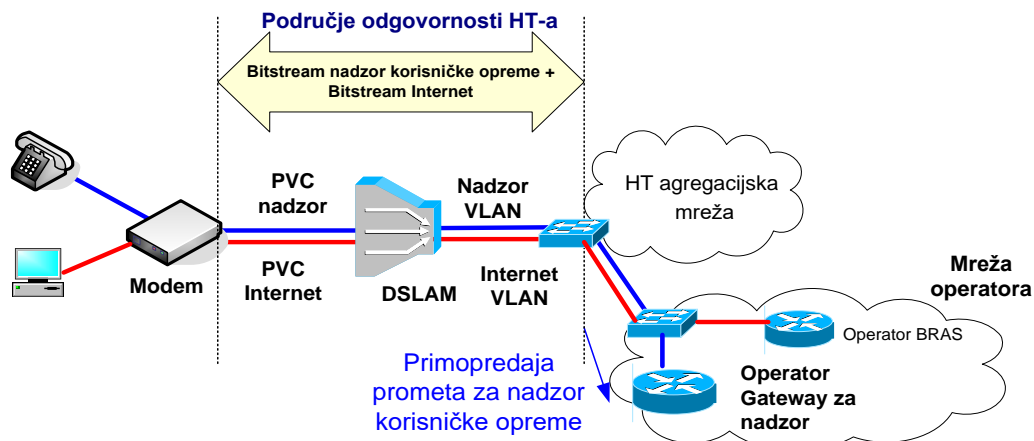 Područje odgovornosti HT-a
Bitstream nadzor korisničke opreme +
Bitstream Internet
PVC
nadzor
Nadzor
VLAN
HT agregacijska
mreža
Modem
PVC
Internet
DSLAM
Internet
VLAN
Mreža
operatora
Operator BRAS
Primopredaja
prometa za nadzor
korisničke opreme
Operator
Gateway za
nadzor